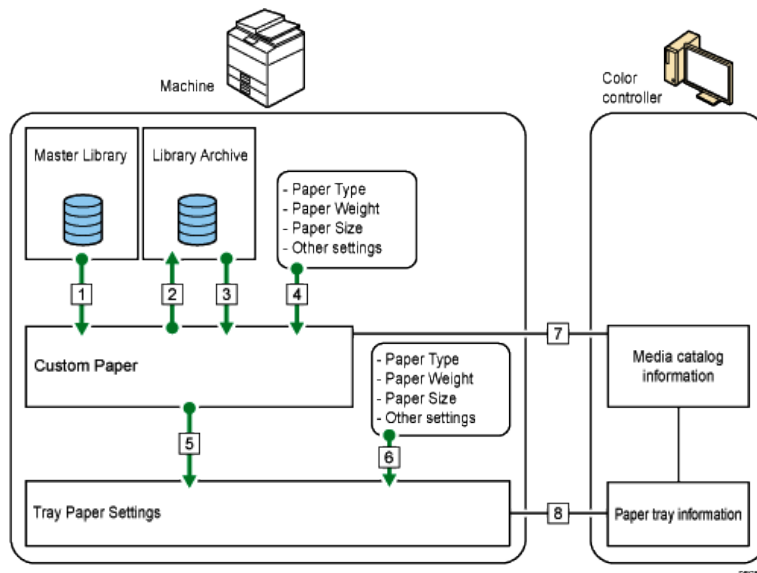 Machine
Color
controller
Master Library
Library Archive
- Paper Type
- Paper Weight
- Paper Size
- Other settings
1
2
3
4
Custom Paper
7
Media catalog
information
- Paper Type
- Paper Weight
- Paper Size
- Other settings
5
6
Tray Paper Settings
8
Paper tray information